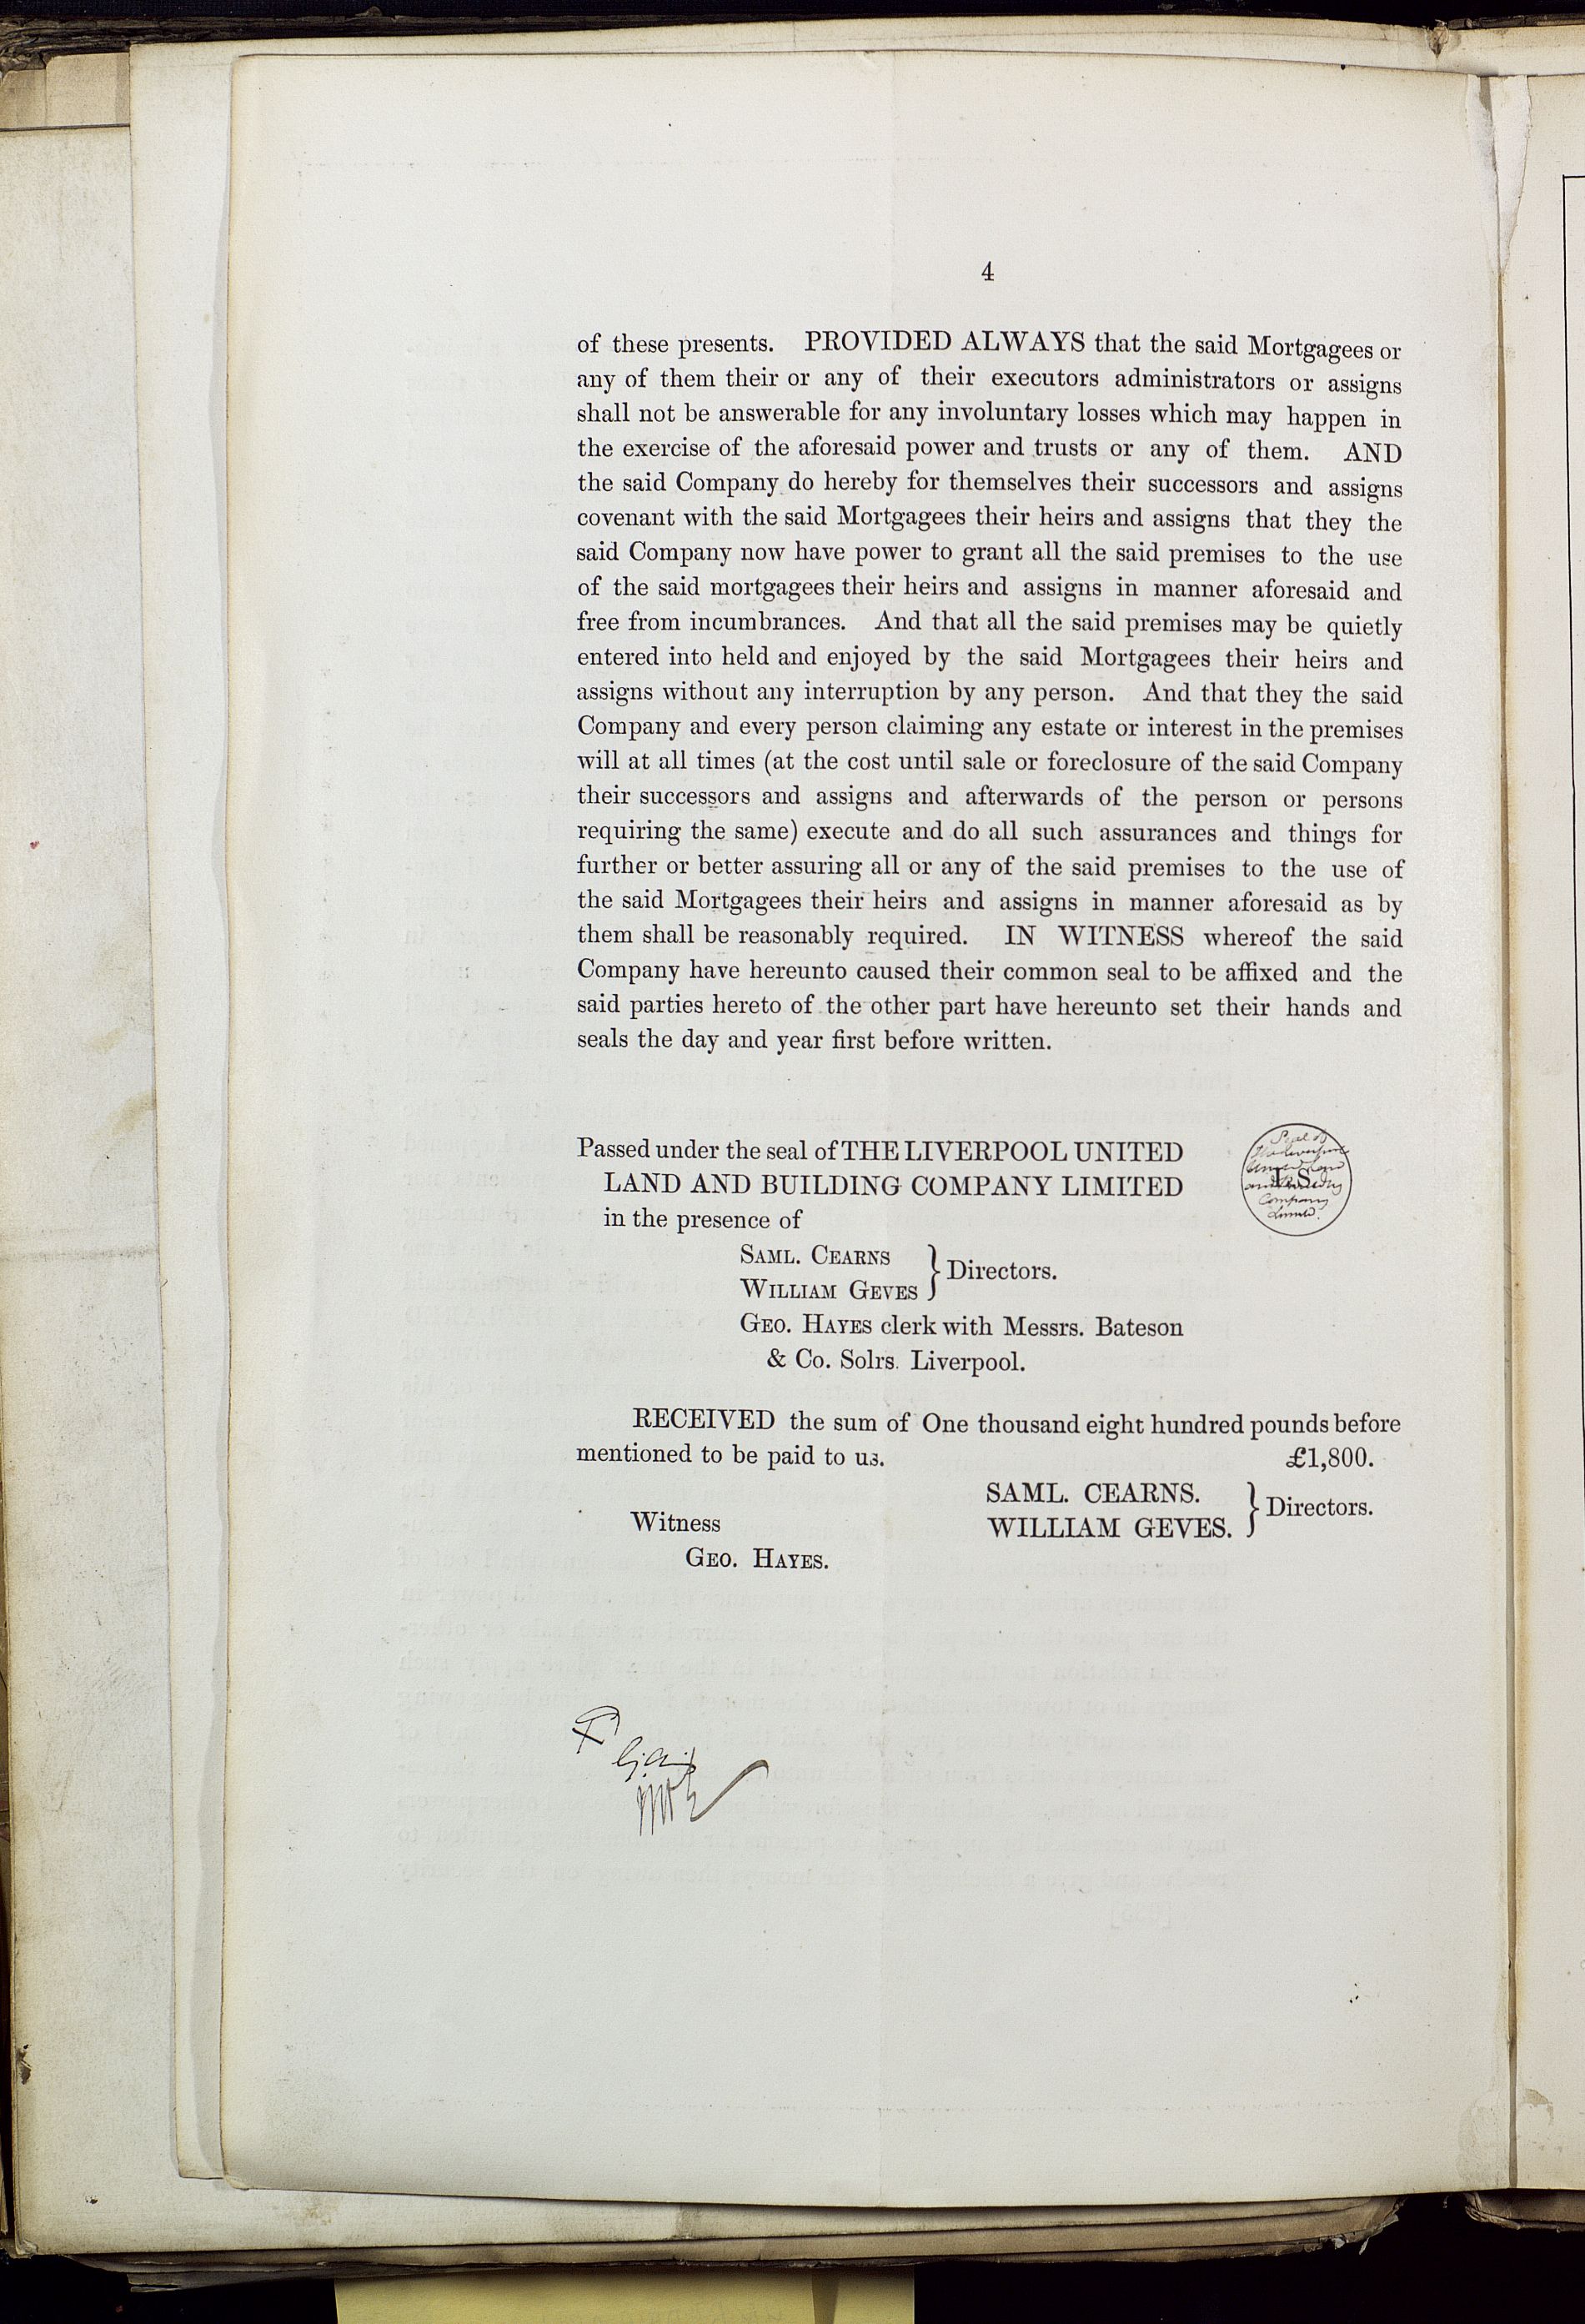 4
of these presents. PROVIDED ALWAYS that the said Mortgagees or
any of them their or any of their executors administrators or assigns
shall not be answerable for any involuntary losses which may happen in
the exercise of the aforesaid power and trusts or any of them. AND
the said Company do hereby for themselves their successors and assigns
covenant with the said Mortgagees their heirs and assigns that they the
said Company now have power to grant all the said premises to the use
of the said mortgagees their heirs and assigns in manner aforesaid and
free from incumbrances. And that all the said premises may be quietly
entered into held and enjoyed by the said Mortgagees their heirs and
assigns without any interruption by any person. And that they the said
Company and every person claiming any estate or interest in the premises
will at all times (at the cost until sale or foreclosure of the said Company
their successors and assigns and afterwards of the person or persons
requiring the same) execute and do all such assurances and things for
further or better assuring all or any of the said premises to the use of
the said Mortgagees their heirs and assigns in manner aforesaid as by
them shall be reasonably required. IN WITNESS whereof the said
Company have hereunto caused their common seal to be affixed and the
said parties hereto of the other part have hereunto set their hands and
seals the day and year first before written.
Passed under the seal of THE LIVERPOOL UNITED
LAND AND BUILDING COMPANY LIMITED
in the presence of
SAML. CEARNS
WILLIAM GEVES } Directors.
GEO. HAYES clerk with Messrs. Bateson
& Co. Solrs. Liverpool.
Seal of
the Liverpool
United Land
L.S.
and Building
Company
Limited.
RECEIVED the sum of One thousand eight hundred pounds before
mentioned to be paid to us. £1,800.
SAML. CEARNS.
WILLIAM GEVES. } Directors.
Witness
GEO. HAYES.